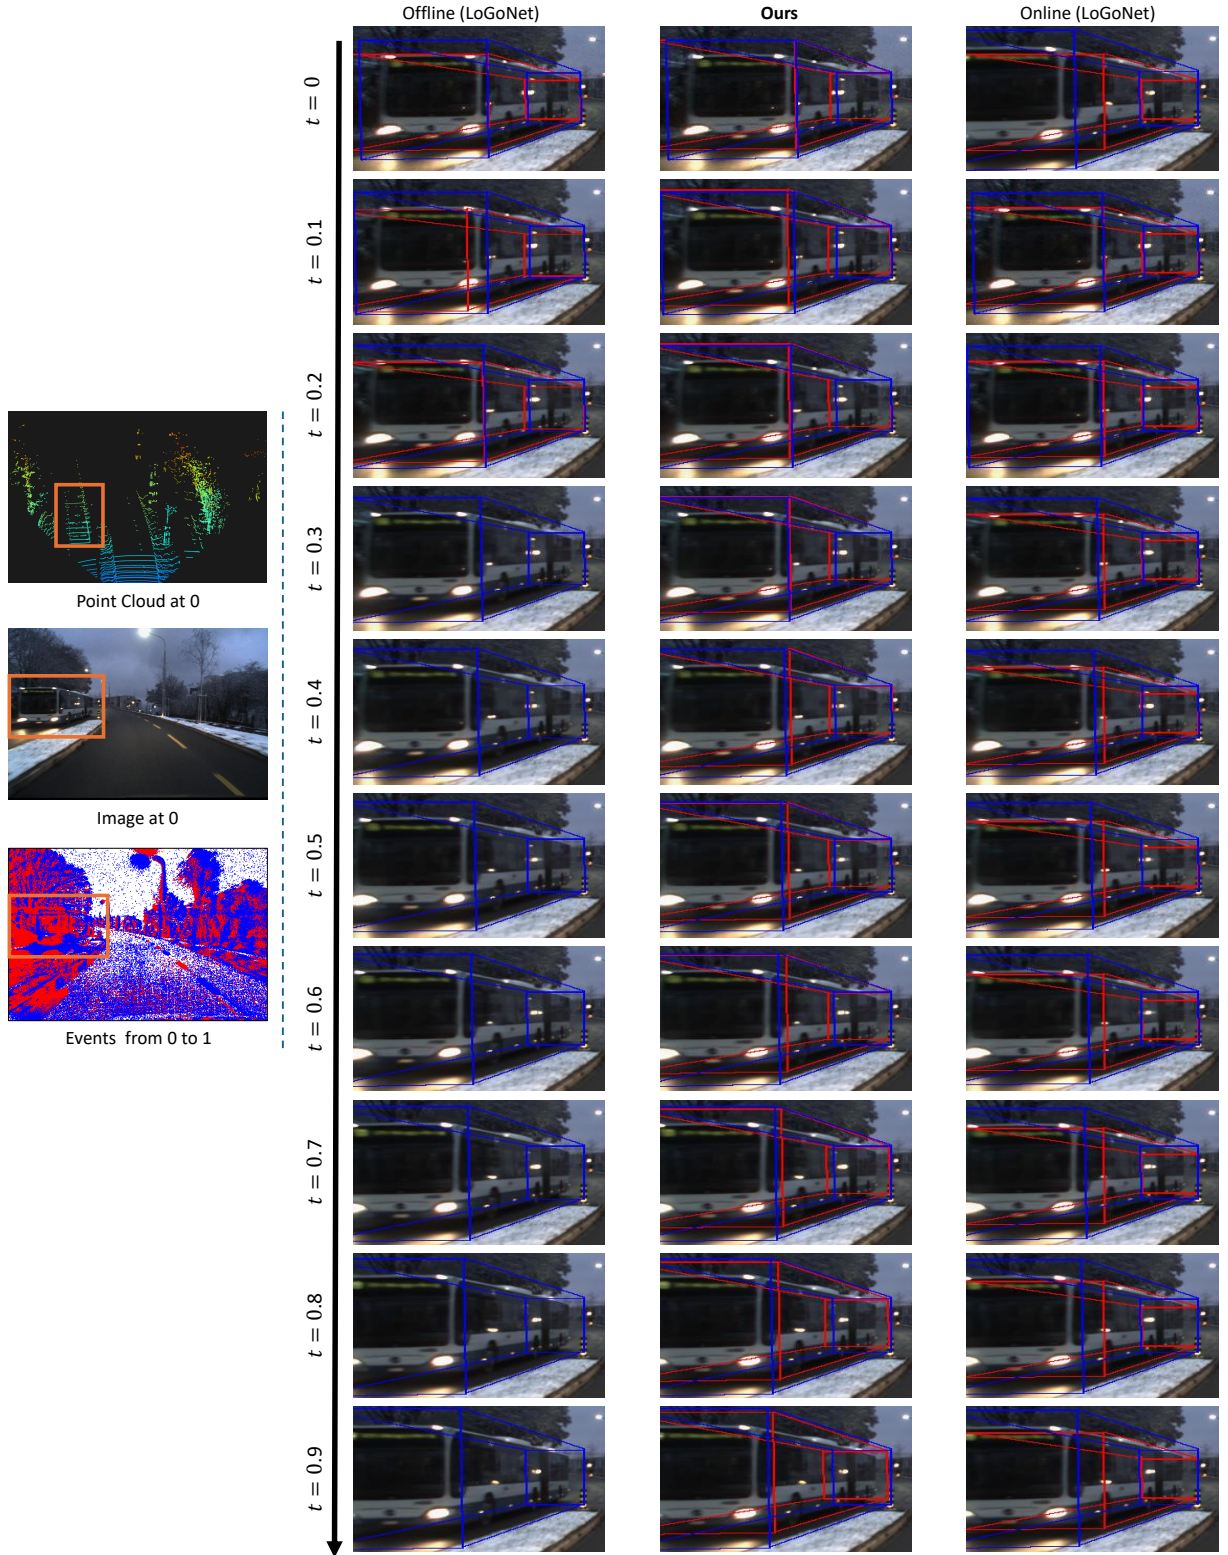 Offline (LoGoNet)
Ours
Online (LoGoNet)
t = 0
t = 0.1
t = 0.2
t = 0.3
t = 0.4
t = 0.5
t = 0.6
t = 0.7
t = 0.8
t = 0.9
Point Cloud at 0
Image at 0
Events from 0 to 1